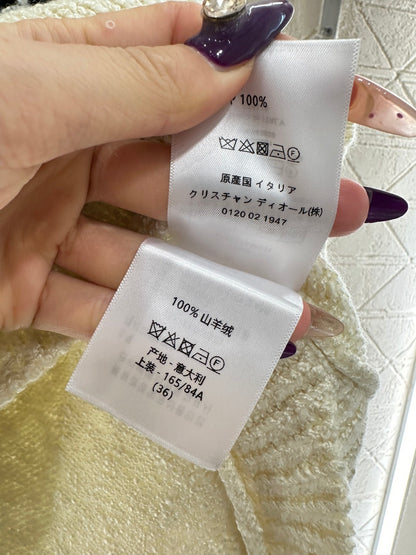 100%
原産国 イタリア
クリスチャン ディオール(株)
0120 02 1947
100% 山羊绒
产地 - 意大利
上装 - 165/84A
(36)